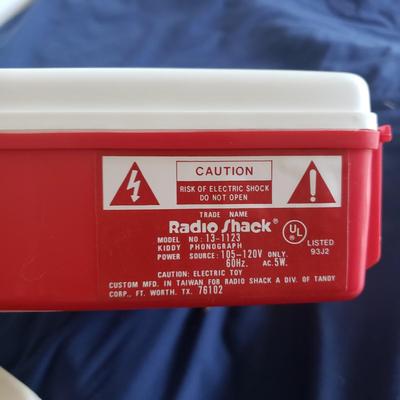 CAUTION
RISK OF ELECTRIC SHOCK
DO NOT OPEN
TRADE NAME
Radio Shack®
MODEL NO: 13-1123
KIDDY PHONOGRAPH
POWER SOURCE: 105-120V ONLY.
60Hz. AC. 5W.
UL
LISTED
93J2
CAUTION: ELECTRIC TOY
CUSTOM MFD. IN TAIWAN FOR RADIO SHACK A DIV. OF TANDY
CORP., FT. WORTH, TX. 76102